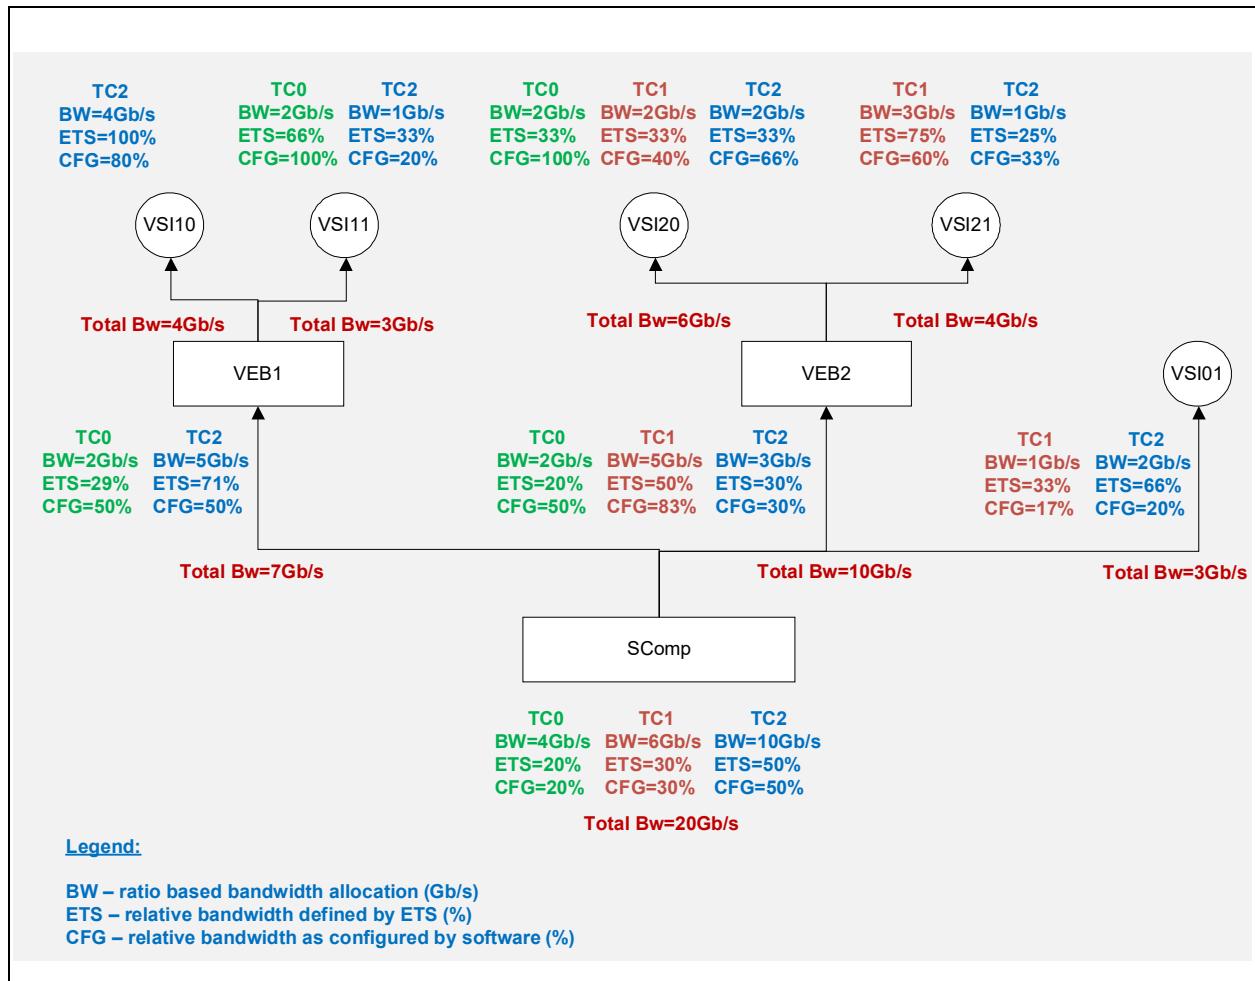 TC2
BW=4Gb/s
ETS=100%
CFG=80%
TC0
BW=2Gb/s
ETS=66%
CFG=100%
TC2
BW=1Gb/s
ETS=33%
CFG=20%
TC0
BW=2Gb/s
ETS=33%
CFG=100%
TC1
BW=2Gb/s
ETS=33%
CFG=40%
TC2
BW=2Gb/s
ETS=33%
CFG=66%
TC1
BW=3Gb/s
ETS=75%
CFG=60%
TC2
BW=1Gb/s
ETS=25%
CFG=33%
VSI10
VSI11
VSI20
VSI21
Total Bw=4Gb/s
Total Bw=3Gb/s
Total Bw=6Gb/s
Total Bw=4Gb/s
VEB1
VEB2
VSI01
TC0
BW=2Gb/s
ETS=29%
CFG=50%
TC2
BW=5Gb/s
ETS=71%
CFG=50%
TC0
BW=2Gb/s
ETS=20%
CFG=50%
TC1
BW=5Gb/s
ETS=50%
CFG=83%
TC2
BW=3Gb/s
ETS=30%
CFG=30%
TC1
BW=1Gb/s
ETS=33%
CFG=17%
TC2
BW=2Gb/s
ETS=66%
CFG=20%
Total Bw=7Gb/s
Total Bw=10Gb/s
Total Bw=3Gb/s
SComp
TC0
BW=4Gb/s
ETS=20%
CFG=20%
TC1
BW=6Gb/s
ETS=30%
CFG=30%
TC2
BW=10Gb/s
ETS=50%
CFG=50%
Total Bw=20Gb/s
Legend:
BW – ratio based bandwidth allocation (Gb/s)
ETS – relative bandwidth defined by ETS (%)
CFG – relative bandwidth as configured by software (%)